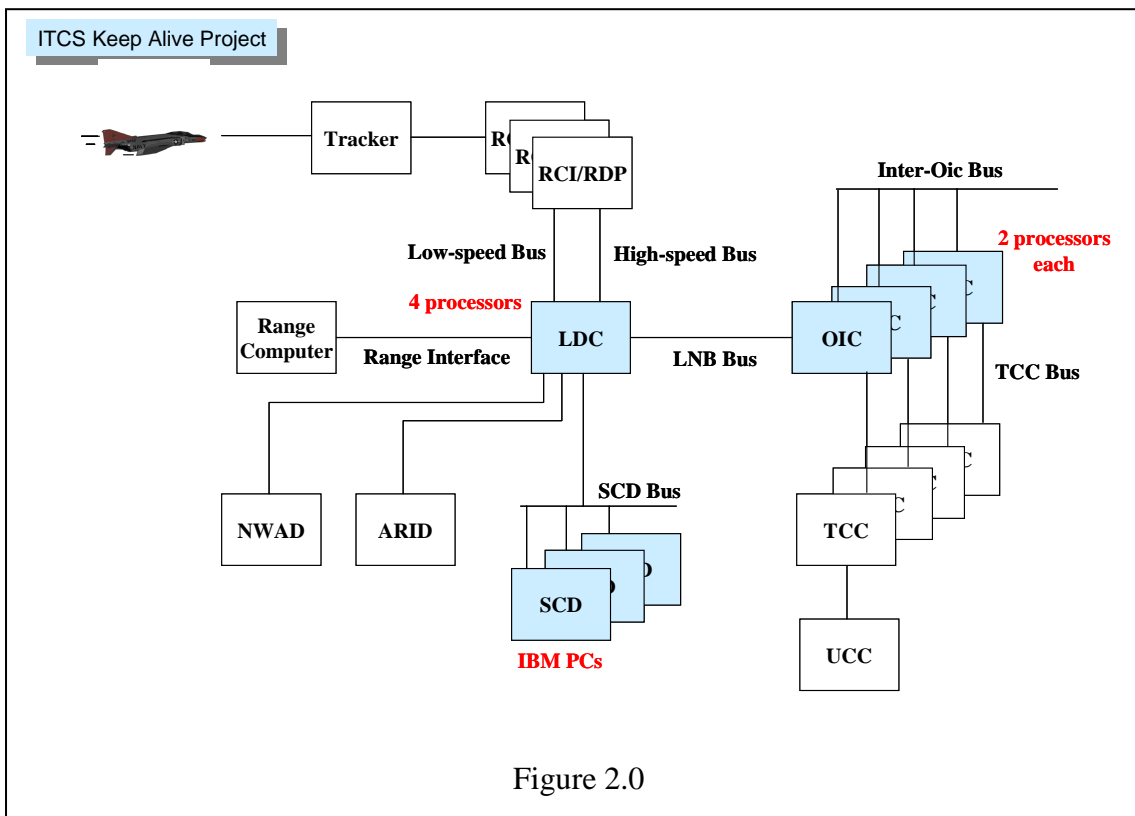 ITCS Keep Alive Project
Tracker
RCI/RDP
Inter-Oic Bus
2 processors
each
Low-speed Bus
High-speed Bus
4 processors
Range
Computer
Range Interface
LDC
LNB Bus
OIC
C
C
C
TCC Bus
NWAD
ARID
SCD Bus
SCD
D
D
IBM PCs
TCC
C
C
C
UCC
Figure 2.0